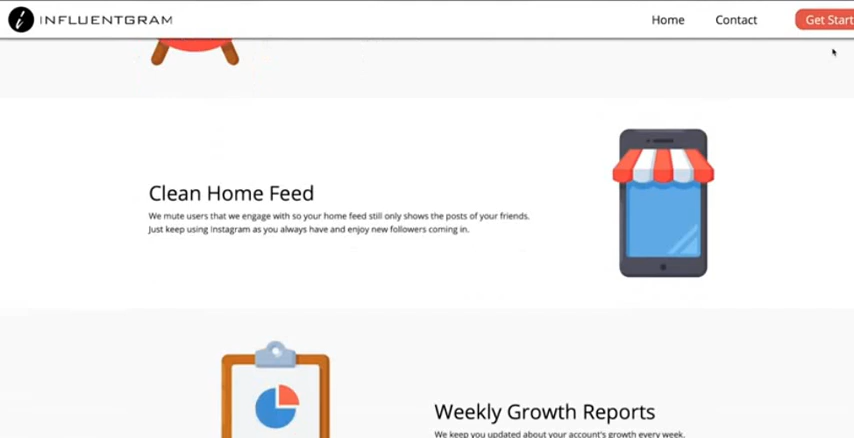 i INFLUENTGRAM
Home Contact Get Start
Clean Home Feed
We mute users that we engage with so your home feed still only shows the posts of your friends.
Just keep using Instagram as you always have and enjoy new followers coming in.
Weekly Growth Reports
We keep you updated about your account's growth every week.